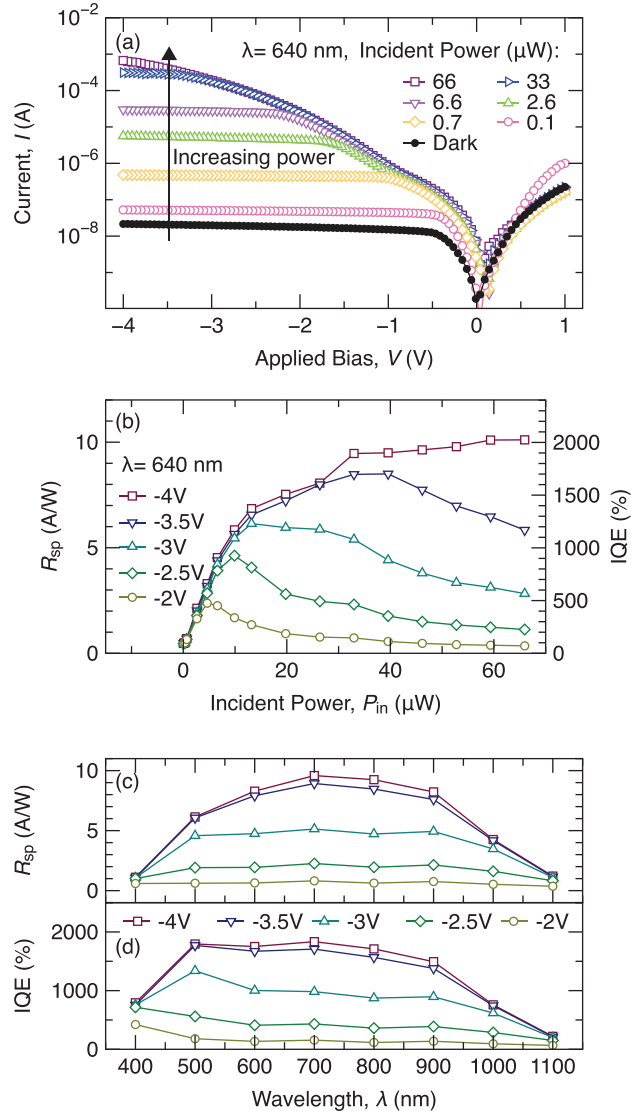 (a)
λ= 640 nm, Incident Power (μW):
66
33
6.6
2.6
0.7
0.1
Dark
Increasing power
10⁻²
10⁻⁴
10⁻⁶
10⁻⁸
Current, I (A)
−4 −3 −2 −1 0 1
Applied Bias, V (V)
(b)
λ= 640 nm
-4V
-3.5V
-3V
-2.5V
-2V
10
5
0
Rsp (A/W)
2000
1500
1000
500
0
IQE (%)
0 20 40 60
Incident Power, Pin (μW)
(c)
10
5
0
Rsp (A/W)
-4V -3.5V -3V -2.5V -2V
(d)
2000
1000
0
IQE (%)
400 500 600 700 800 900 1000 1100
Wavelength, λ (nm)